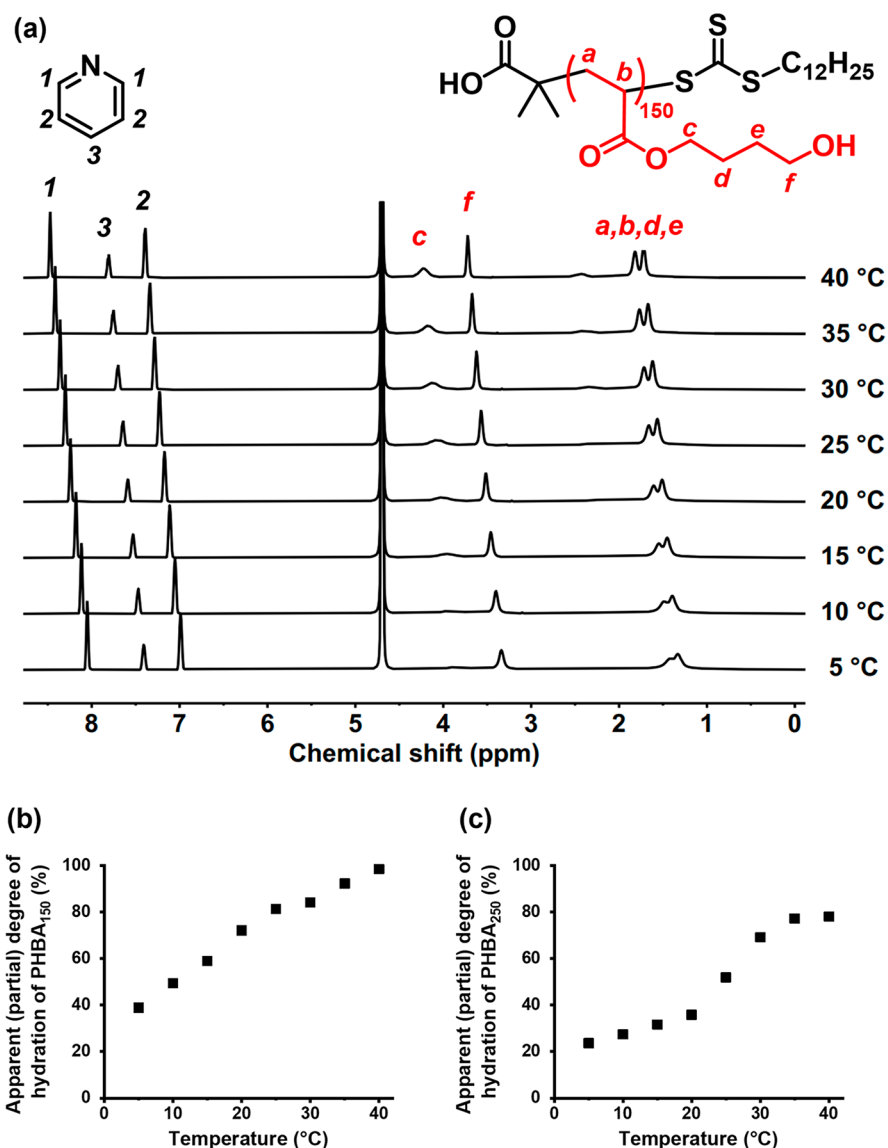 (a)
N
1 1
2 2
3
HO
O
a
b
150
S
S
S
C12H25
O
O
c
d
e
f
OH
1
3
2
c
f
a,b,d,e
40 °C
35 °C
30 °C
25 °C
20 °C
15 °C
10 °C
5 °C
8 7 6 5 4 3 2 1 0
Chemical shift (ppm)
(b)
Apparent (partial) degree of
hydration of PHBA150 (%)
100
80
60
40
20
0
0 10 20 30 40
Temperature (°C)
(c)
Apparent (partial) degree of
hydration of PHBA250 (%)
100
80
60
40
20
0
0 10 20 30 40
Temperature (°C)